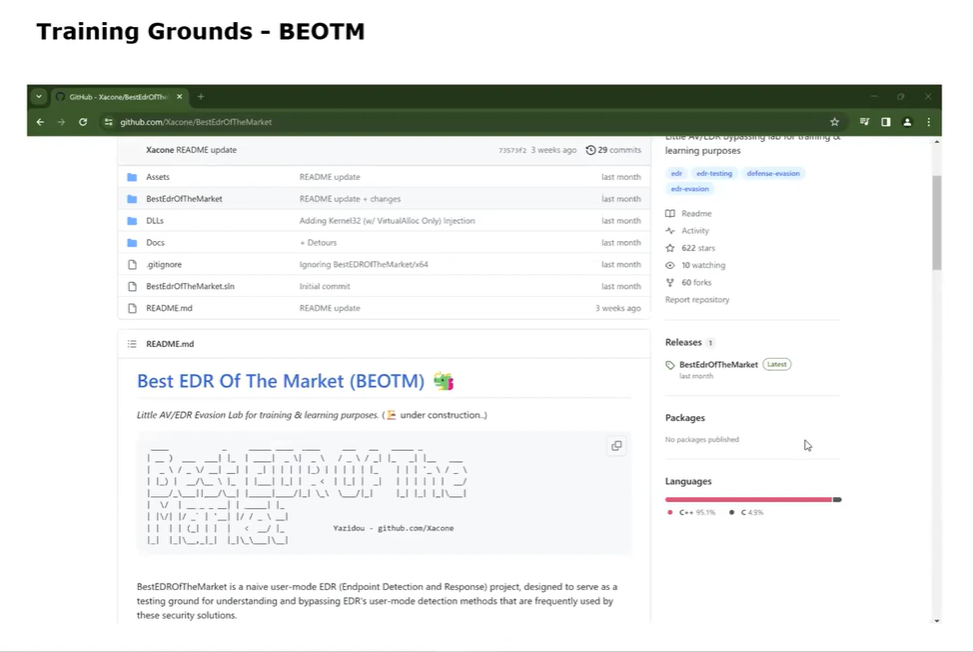 Training Grounds - BEOTM
GitHub - Xacone/BestEdrOfThe
github.com/Xacone/BestEdrOfTheMarket
Xacone README update 73573f2 3 weeks ago 29 commits
Assets README update last month
BestEdrOfTheMarket README update + changes last month
DLLs Adding Kernel32 (w/ VirtualAlloc Only) Injection last month
Docs + Detours last month
.gitignore Ignoring BestEDROfTheMarket/x64 last month
BestEdrOfTheMarket.sln Initial commit last month
README.md README update 3 weeks ago
README.md
Best EDR Of The Market (BEOTM)
Little AV/EDR Evasion Lab for training & learning purposes. ( under construction..)
Yazidou - github.com/Xacone
BestEDROfTheMarket is a naive user-mode EDR (Endpoint Detection and Response) project, designed to serve as a
testing ground for understanding and bypassing EDR's user-mode detection methods that are frequently used by
these security solutions.
Little AV/EDR bypassing lab for training &
learning purposes
edr edr-testing defense-evasion
edr-evasion
Readme
Activity
622 stars
10 watching
60 forks
Report repository
Releases 1
BestEdrOfTheMarket Latest
last month
Packages
No packages published
Languages
C++ 95.1% C 4.9%